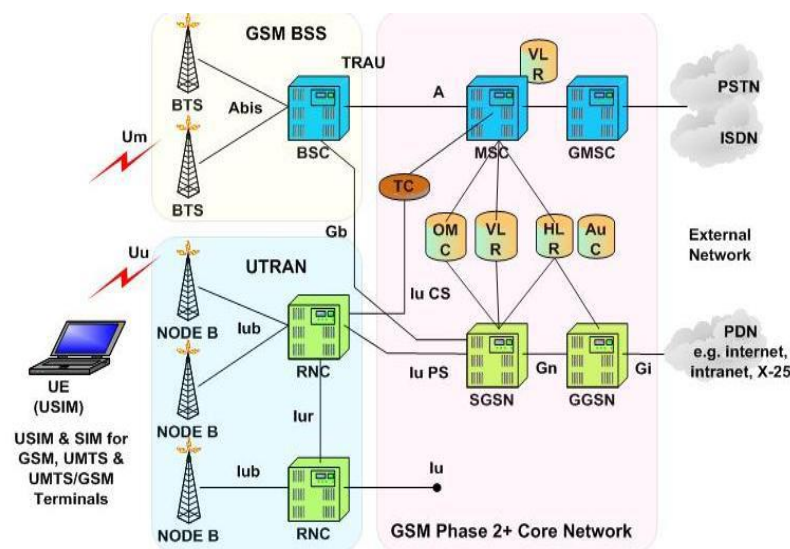 GSM BSS
TRAU
BTS
Abis
Um
BTS
BSC
A
VL
R
MSC
GMSC
PSTN
ISDN
TC
Gb
OM
C
VL
R
HL
R
Au
C
External
Network
Uu
UTRAN
Iu CS
NODE B
Iub
RNC
Iu PS
SGSN
Gn
GGSN
Gi
PDN
e.g. internet,
intranet, X-25
UE
(USIM)
NODE B
Iur
USIM & SIM for
GSM, UMTS &
UMTS/GSM
Terminals
NODE B
Iub
RNC
Iu
GSM Phase 2+ Core Network